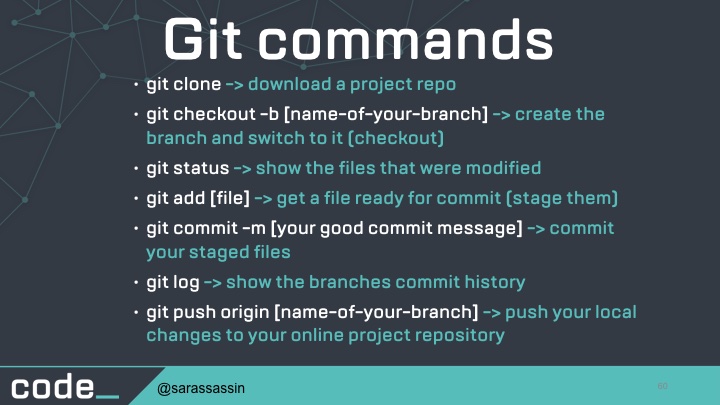 Git commands
• git clone -> download a project repo
• git checkout -b [name-of-your-branch] -> create the
branch and switch to it (checkout)
• git status -> show the files that were modified
• git add [file] -> get a file ready for commit (stage them)
• git commit -m [your good commit message] -> commit
your staged files
• git log -> show the branches commit history
• git push origin [name-of-your-branch] -> push your local
changes to your online project repository
code_
@sarassassin
60